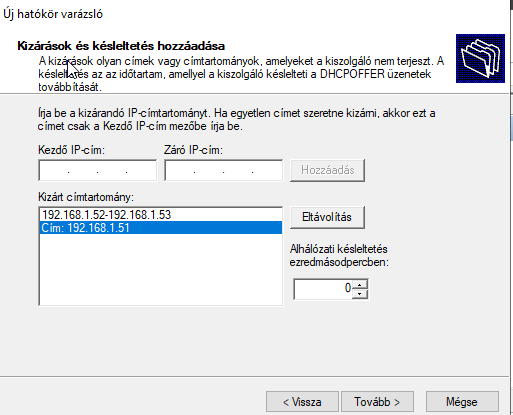 Új hatókör varázsló
Kizárások és késleltetés hozzáadása
A kizárások olyan címek vagy címtartományok, amelyeket a kiszolgáló nem terjeszt. A
késleltetés az az időtartam, amellyel a kiszolgáló késlelteti a DHCPOFFER üzenetek
továbbítását.
Írja be a kizárandó IP-címtartományt. Ha egyetlen címet szeretne kizárni, akkor ezt a
címet csak a Kezdő IP-cím mezőbe írja be.
Kezdő IP-cím: Záró IP-cím:
. . . . . . Hozzáadás
Kizárt címtartomány:
192.168.1.52-192.168.1.53 Eltávolítás
Cím: 192.168.1.51
Alhálózati késleltetés
ezredmásodpercben:
0
< Vissza Tovább > Mégse